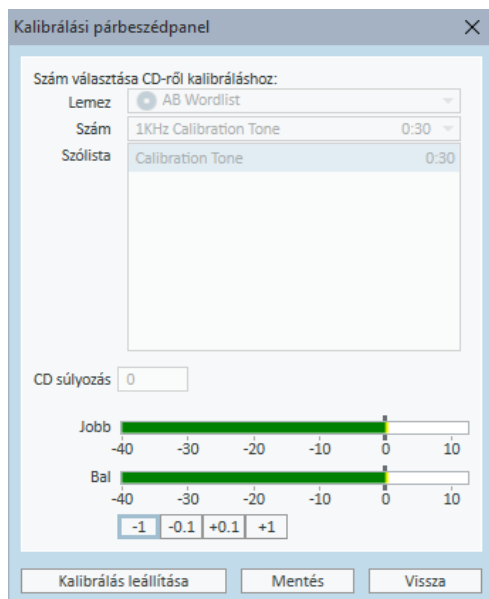 Kalibrálási párbeszédpanel
Szám választása CD-ről kalibráláshoz:
Lemez AB Wordlist
Szám 1KHz Calibration Tone 0:30
Szólista Calibration Tone 0:30
CD súlyozás 0
Jobb
-40 -30 -20 -10 0 10
Bal
-40 -30 -20 -10 0 10
-1 -0.1 +0.1 +1
Kalibrálás leállítása Mentés Vissza